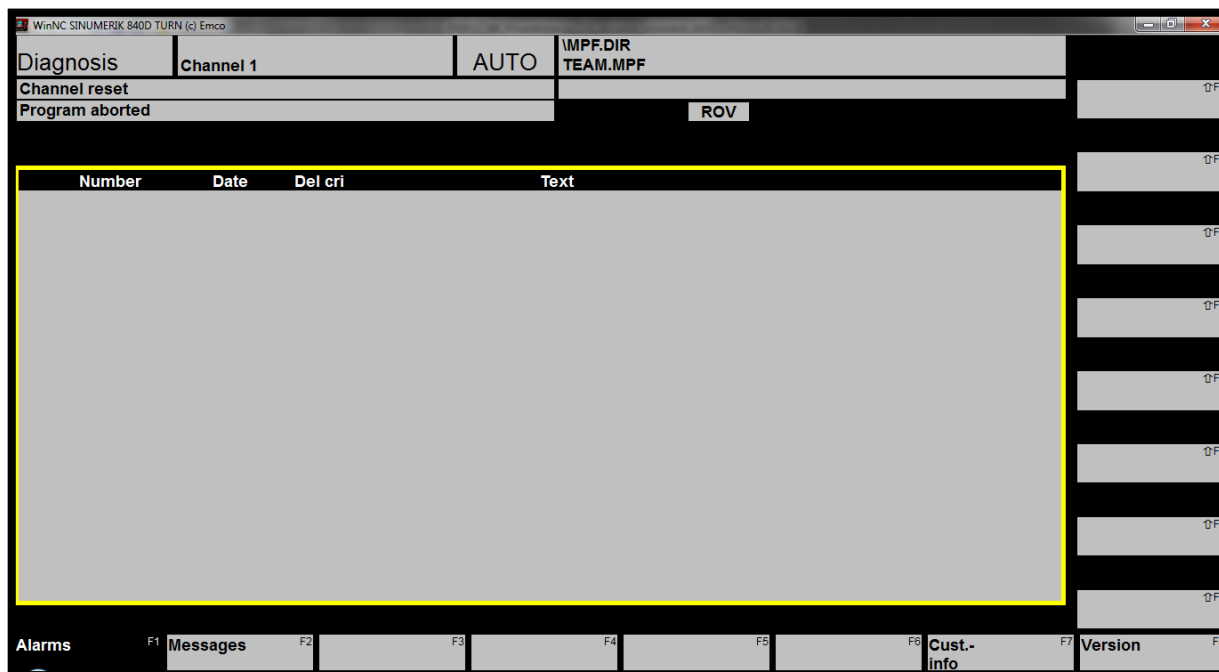 WinNC SINUMERIK 840D TURN (c) Emco
Diagnosis
Channel 1
AUTO
\MPF.DIR
TEAM.MPF
Channel reset
Program aborted
ROV
⇧F
⇧F
⇧F
⇧F
⇧F
⇧F
⇧F
⇧F
Number Date Del cri Text
Alarms F1 Messages F2 F3 F4 F5 F6 Cust.- F7 Version F
info